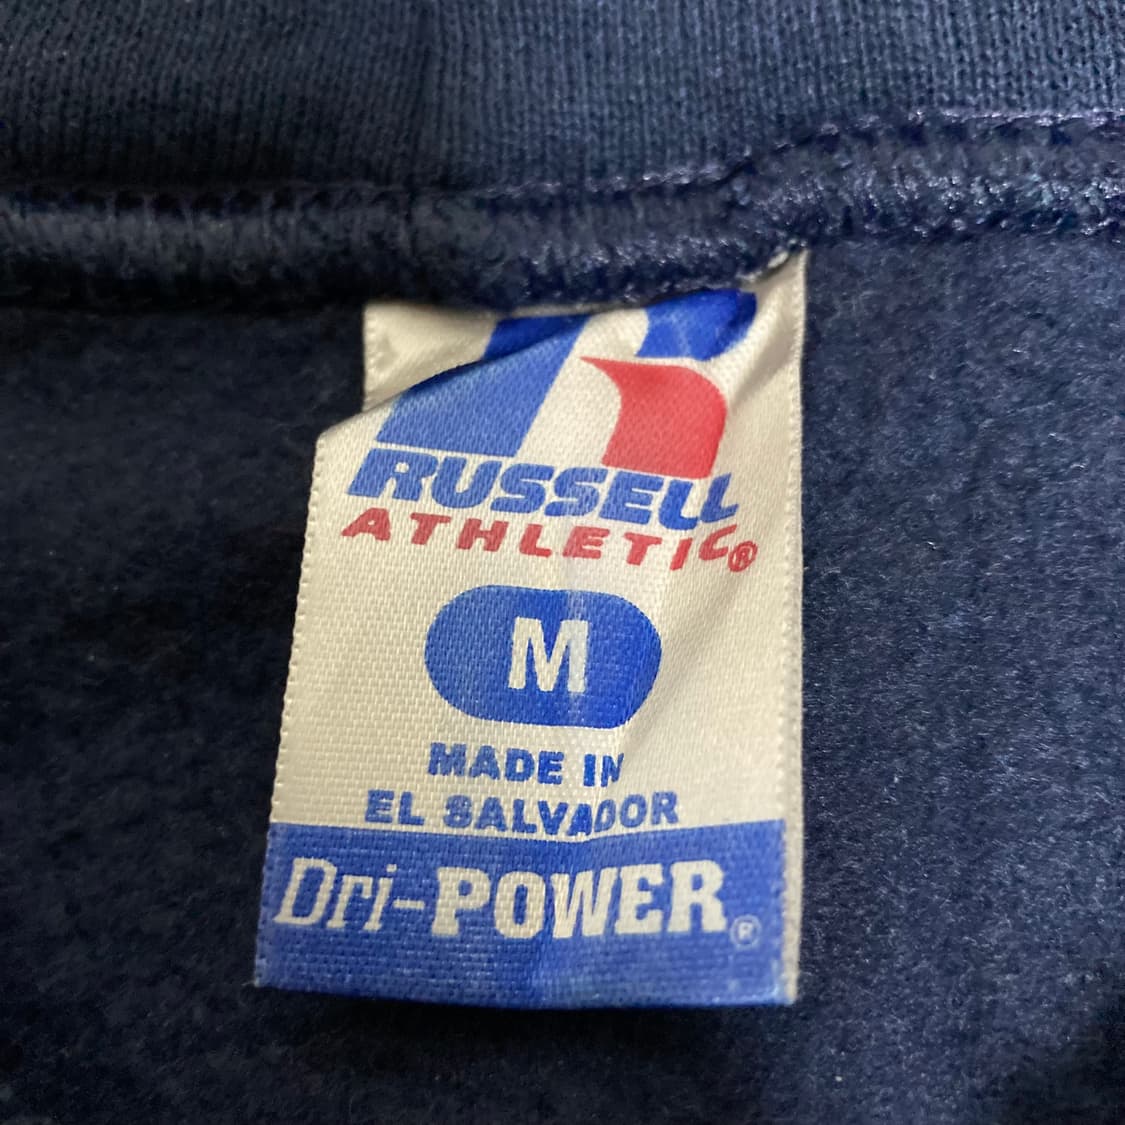 R
RUSSELL
ATHLETIC®
M
MADE IN
EL SALVADOR
Dri-POWER®